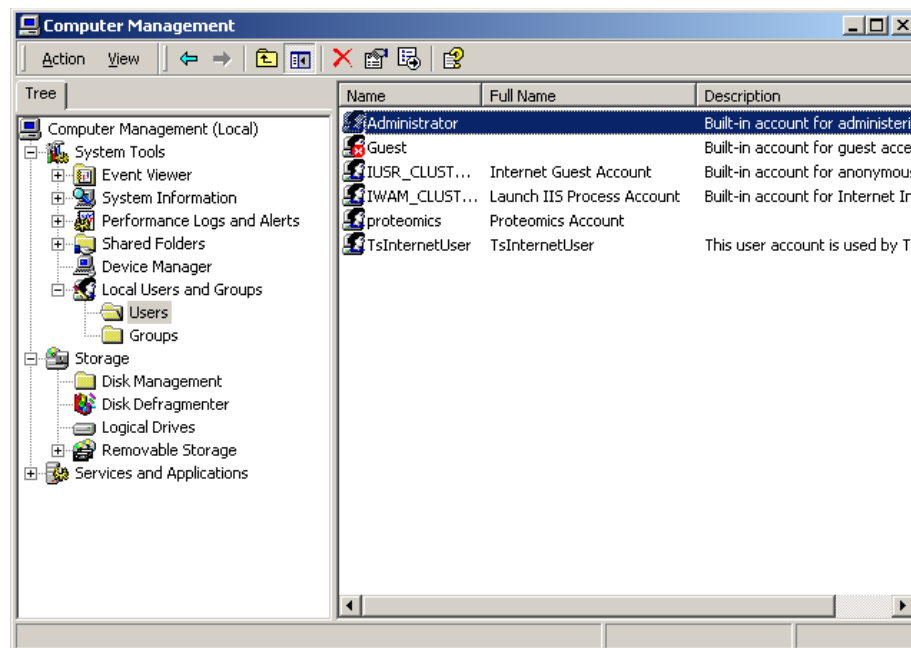 Computer Management
Action View
Tree
Name Full Name Description
Computer Management (Local)
System Tools
Event Viewer
System Information
Performance Logs and Alerts
Shared Folders
Device Manager
Local Users and Groups
Users
Groups
Storage
Disk Management
Disk Defragmenter
Logical Drives
Removable Storage
Services and Applications
Administrator Built-in account for administeri
Guest Built-in account for guest acce
IUSR_CLUST... Internet Guest Account Built-in account for anonymous
IWAM_CLUST... Launch IIS Process Account Built-in account for Internet In
proteomics Proteomics Account
TsInternetUser TsInternetUser This user account is used by T